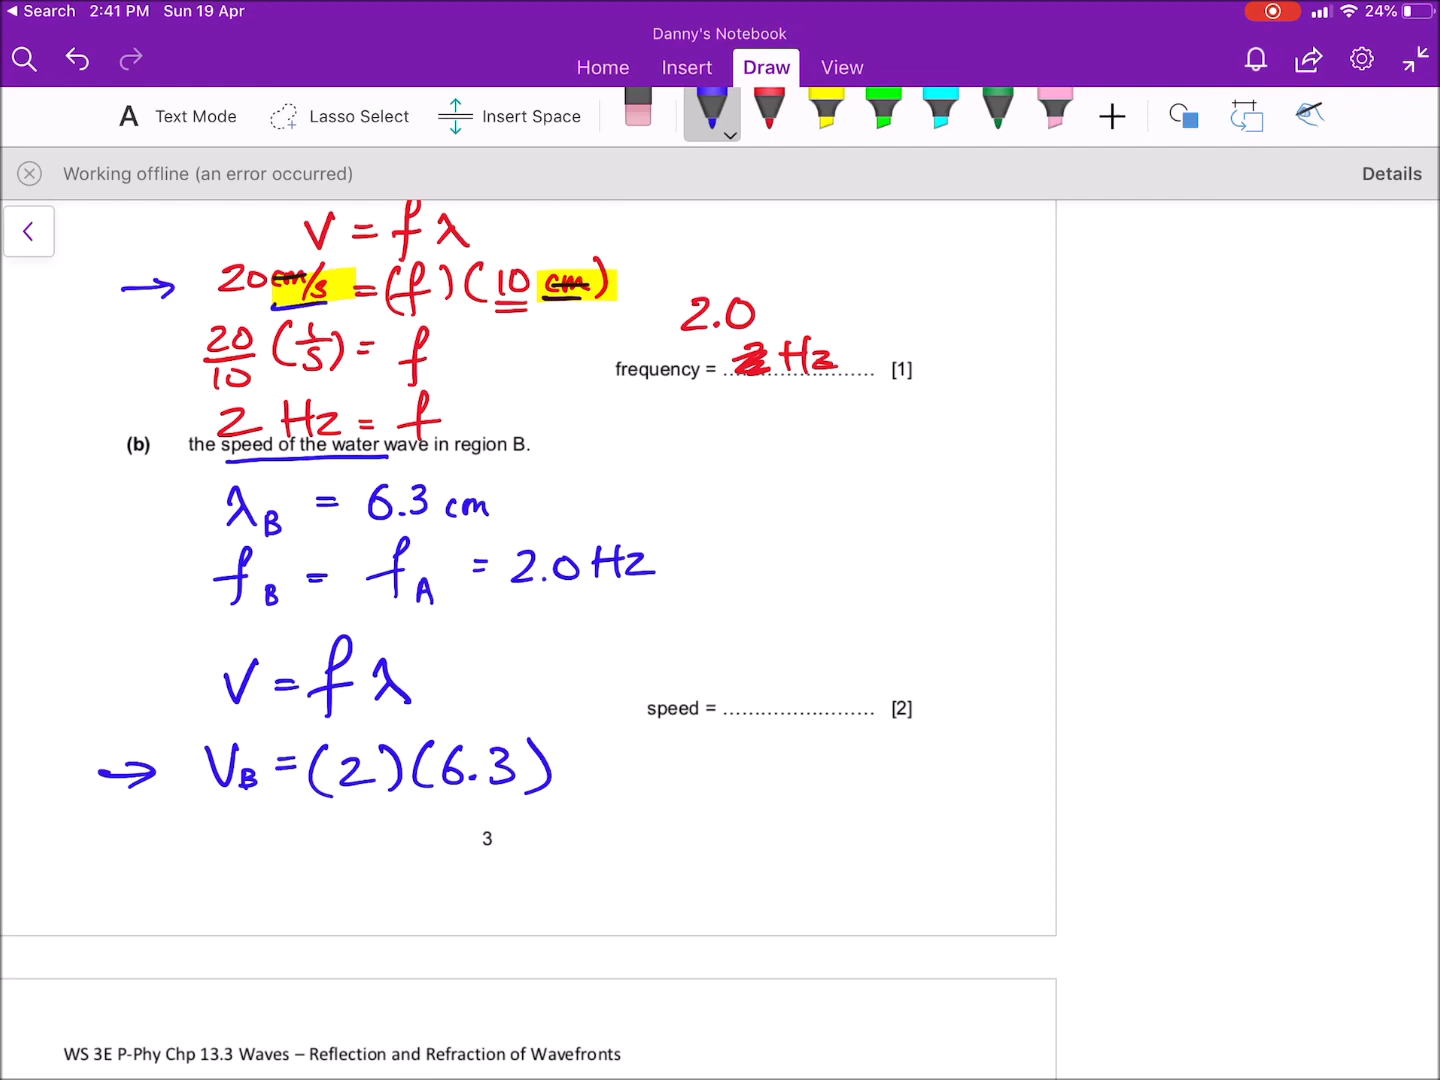 Search 2:41 PM Sun 19 Apr 24%
Danny's Notebook
Home Insert Draw View
A Text Mode Lasso Select Insert Space
Working offline (an error occurred) Details
v = f λ
20 cm/s = (f)(10 cm)
20/10 (1/s) = f
2.0
frequency = ........................ Hz [1]
2 Hz = f
(b) the speed of the water wave in region B.
λB = 6.3 cm
fB = fA = 2.0 Hz
v = f λ
speed = ........................ [2]
→ VB = (2)(6.3)
3
WS 3E P-Phy Chp 13.3 Waves – Reflection and Refraction of Wavefronts